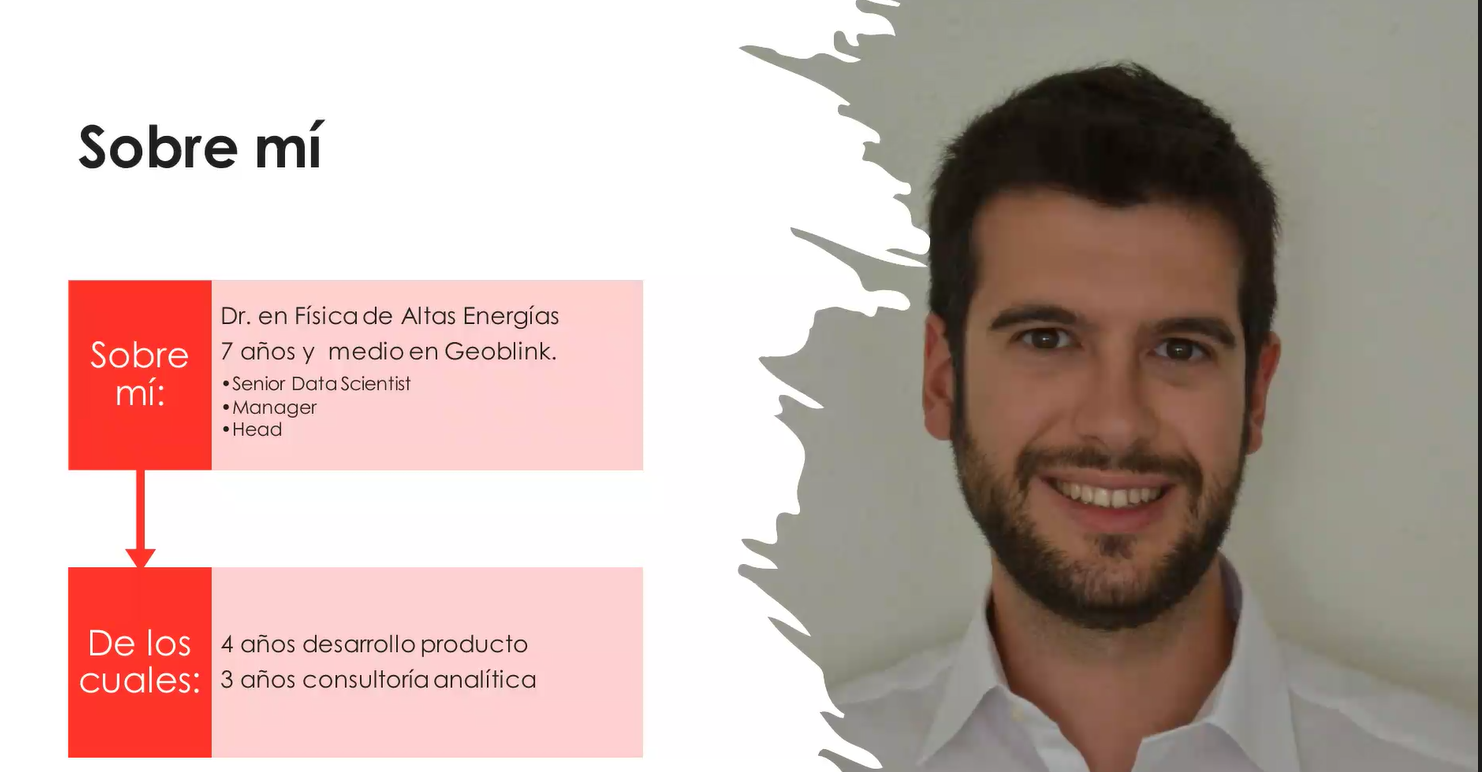 Sobre mí
Sobre
mí:
Dr. en Física de Altas Energías
7 años y medio en Geoblink.
•Senior Data Scientist
•Manager
•Head
De los
cuales:
4 años desarrollo producto
3 años consultoría analítica